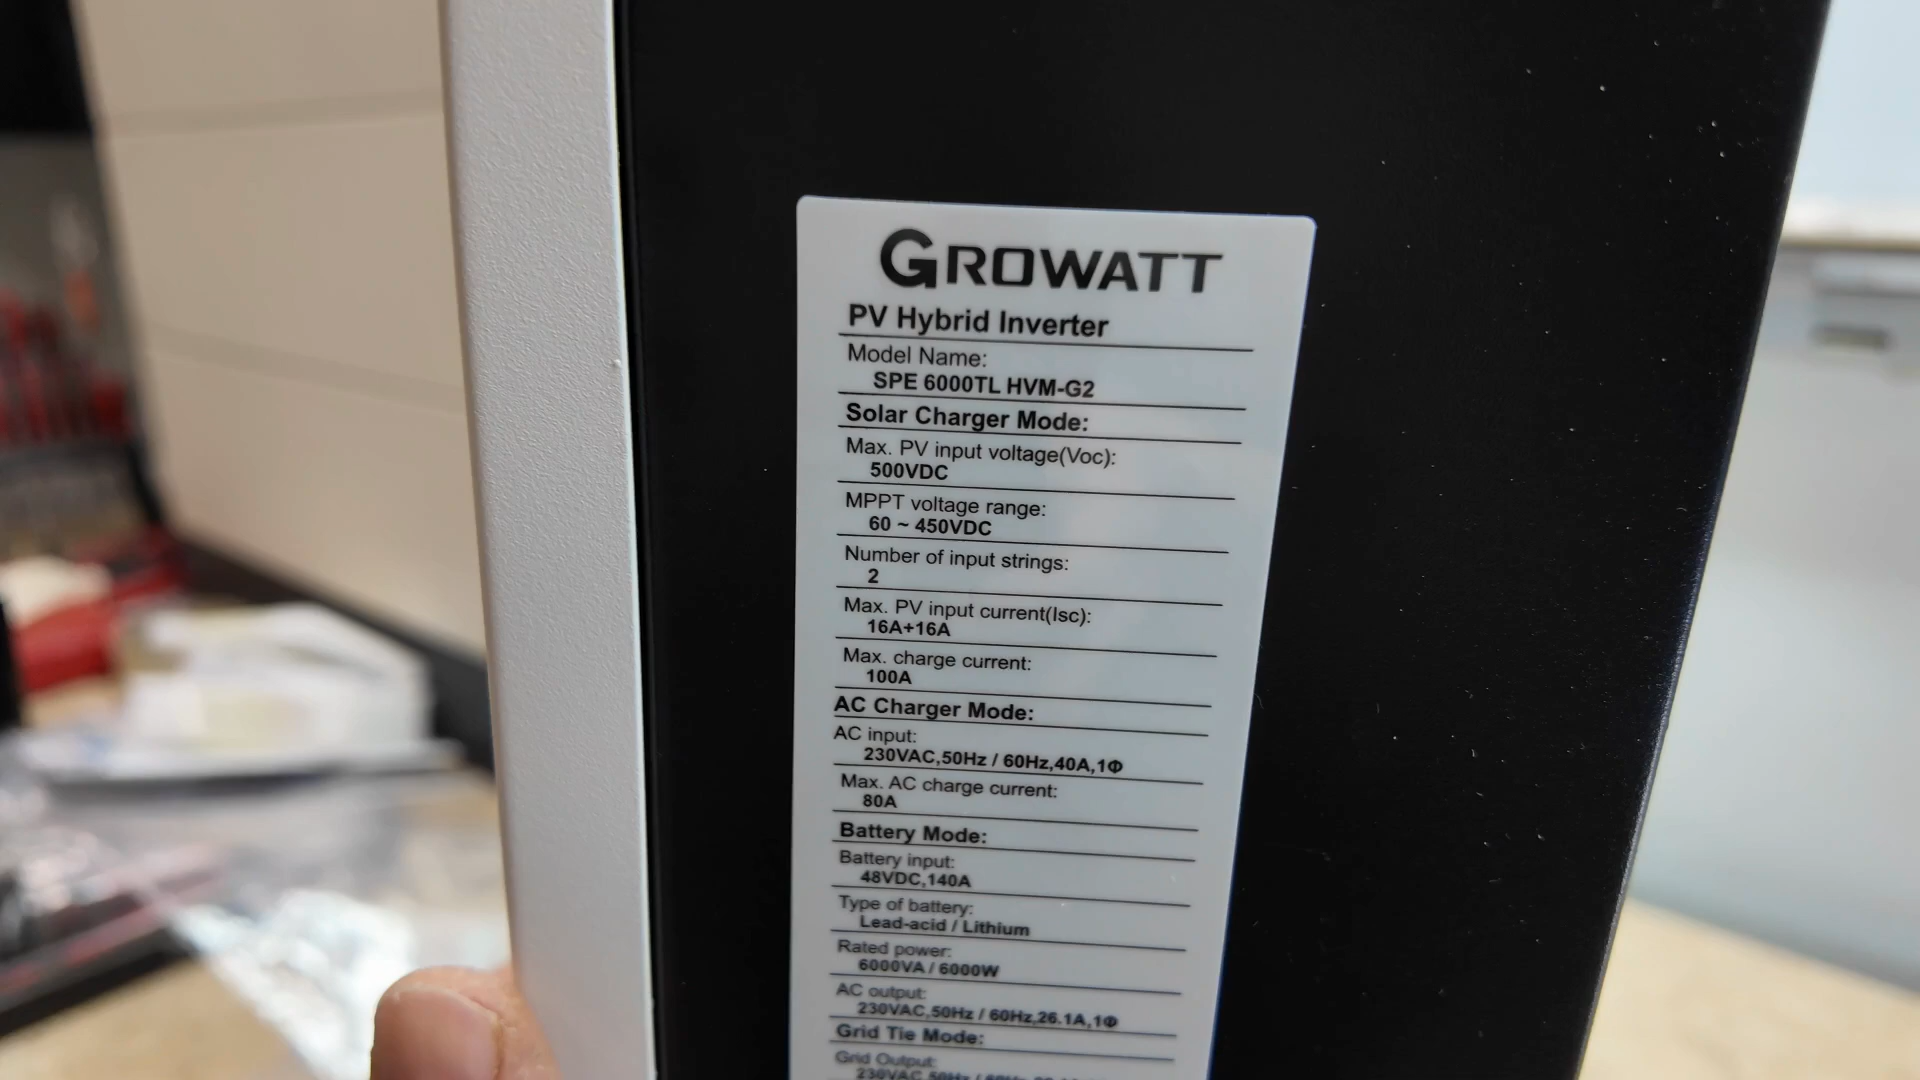 GROWATT
PV Hybrid Inverter
Model Name:
SPE 6000TL HVM-G2
Solar Charger Mode:
Max. PV input voltage(Voc):
500VDC
MPPT voltage range:
60 ~ 450VDC
Number of input strings:
2
Max. PV input current(Isc):
16A+16A
Max. charge current:
100A
AC Charger Mode:
AC input:
230VAC,50Hz / 60Hz,40A,1Φ
Max. AC charge current:
80A
Battery Mode:
Battery input:
48VDC,140A
Type of battery:
Lead-acid / Lithium
Rated power:
6000VA / 6000W
AC output:
230VAC,50Hz / 60Hz,26.1A,1Φ
Grid Tie Mode:
Grid Output:
230VAC,50Hz / 60Hz